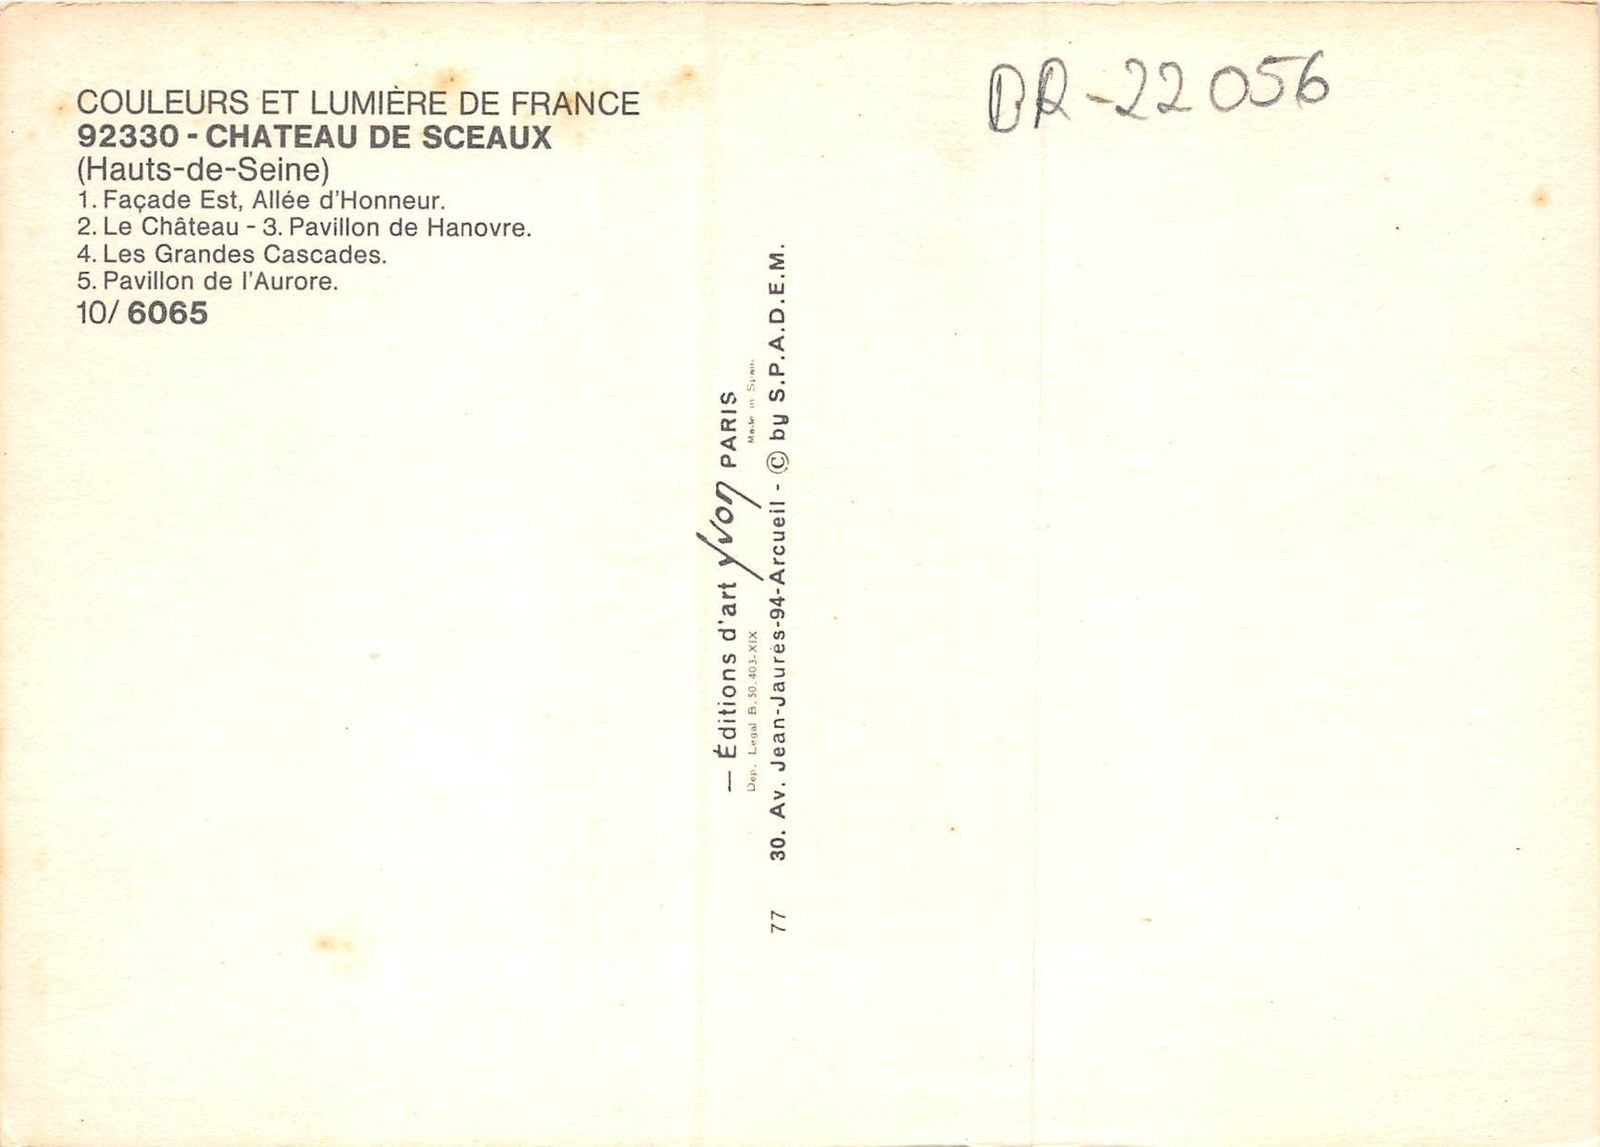 COULEURS ET LUMIÈRE DE FRANCE
92330 - CHATEAU DE SCEAUX
(Hauts-de-Seine)
1. Façade Est, Allée d'Honneur.
2. Le Château - 3. Pavillon de Hanovre.
4. Les Grandes Cascades.
5. Pavillon de l'Aurore.
10/ 6065
— Éditions d'art Yvon PARIS
Dep. Legal B. 50.403-XIX Made in Spain
77 30. Av. Jean-Jaurès-94-Arcueil - © by S.P.A.D.E.M.
DR-22056